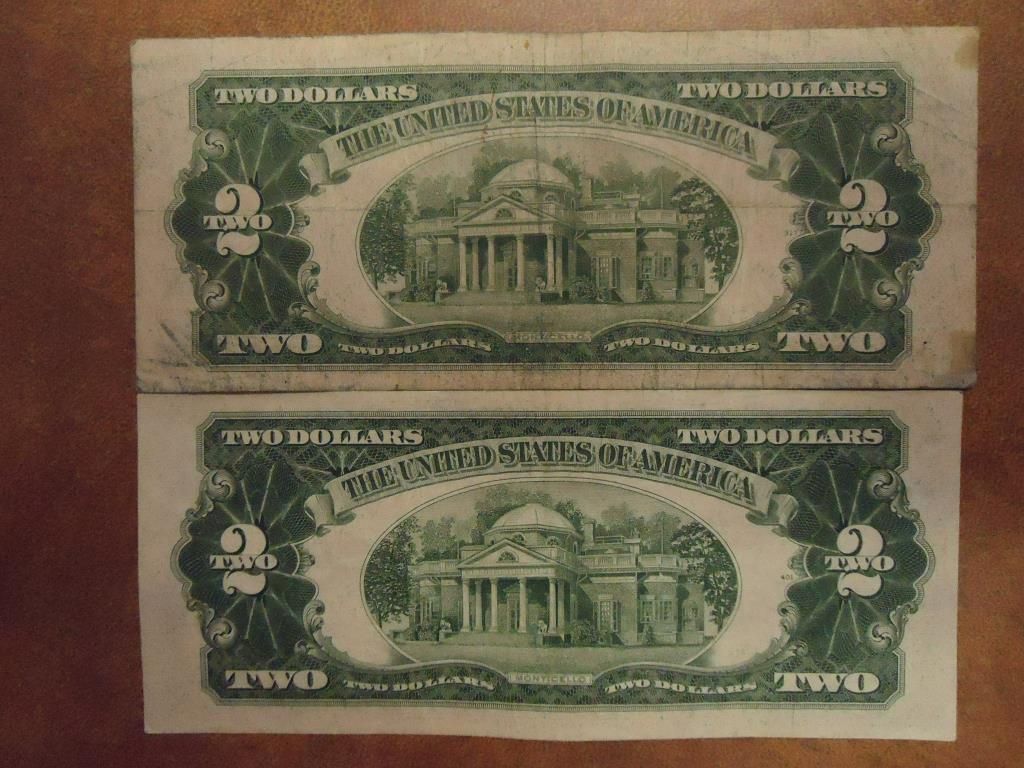 TWO DOLLARS TWO DOLLARS
THE UNITED STATES OF AMERICA
2 2
TWO TWO
MONTICELLO
TWO TWO DOLLARS TWO DOLLARS TWO
TWO DOLLARS TWO DOLLARS
THE UNITED STATES OF AMERICA
2 2
TWO TWO
401
MONTICELLO
TWO TWO DOLLARS TWO DOLLARS TWO